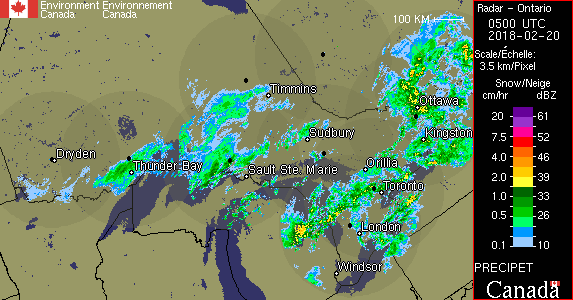 Environment Environnement
Canada Canada
100 KM
Timmins
Ottawa
Sudbury
Kingston
Dryden
Thunder Bay
Sault Ste. Marie
Orillia
Toronto
London
Windsor
Radar - Ontario
0500 UTC
2018-02-20
Scale/Échelle:
3.5 km/Pixel
Snow/Neige
cm/hr dBZ
20 61
7.5 52
4.0 46
2.0 39
1.0 33
0.5 26
0.1 10
PRECIPET
Canada